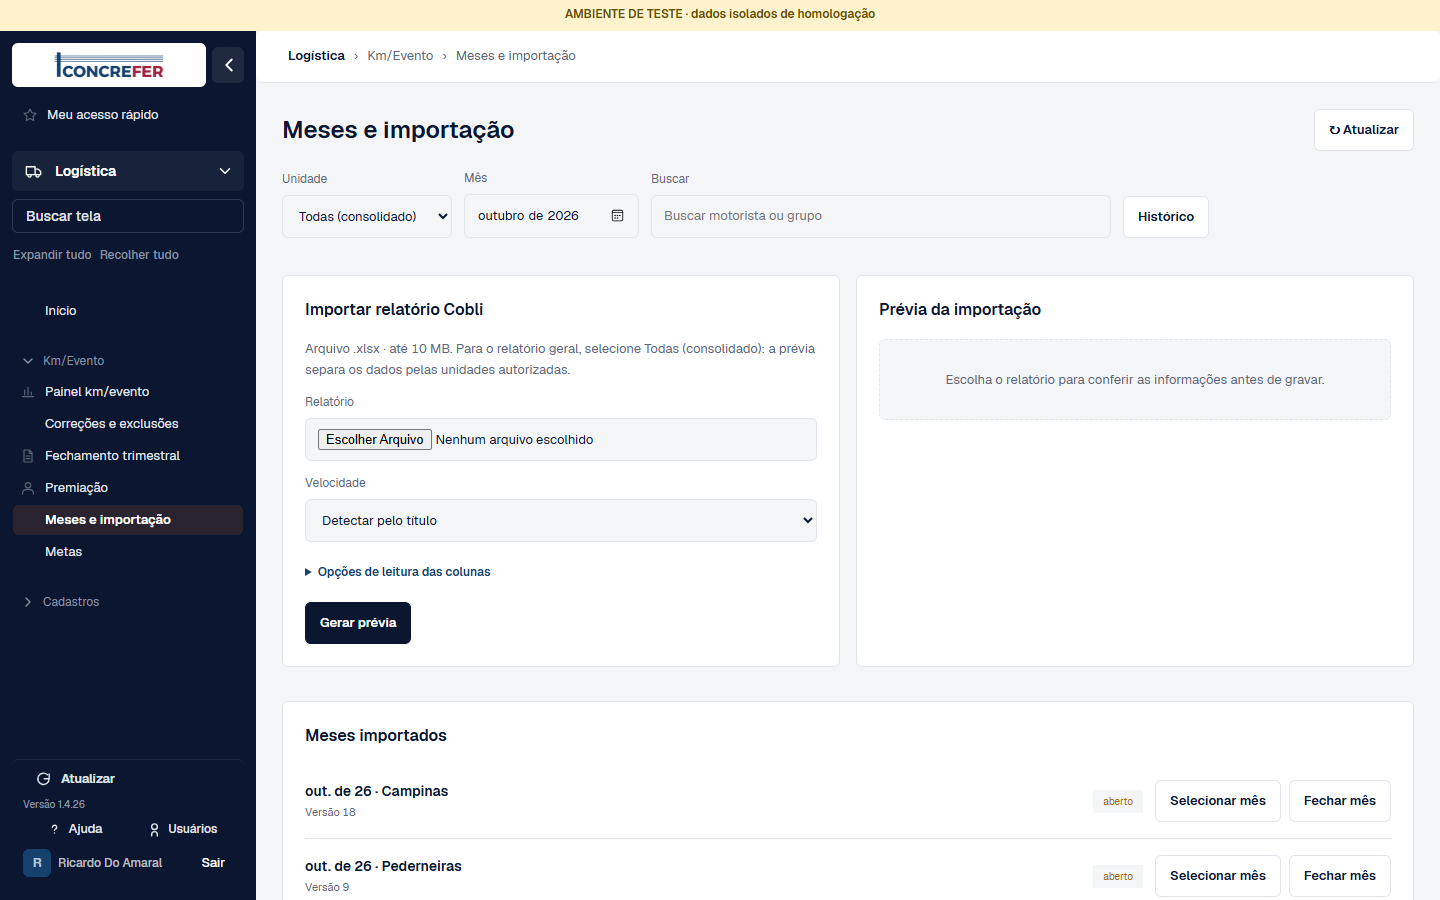 AMBIENTE DE TESTE · dados isolados de homologação
CONCREFER
Meu acesso rápido
Logística
Buscar tela
Expandir tudo Recolher tudo
Início
Km/Evento
Painel km/evento
Correções e exclusões
Fechamento trimestral
Premiação
Meses e importação
Metas
Cadastros
Atualizar
Versão 1.4.26
? Ajuda
Usuários
R Ricardo Do Amaral
Sair
Logística › Km/Evento › Meses e importação
Meses e importação
↻ Atualizar
Unidade
Todas (consolidado)
Mês
outubro de 2026
Buscar
Buscar motorista ou grupo
Histórico
Importar relatório Cobli
Arquivo .xlsx · até 10 MB. Para o relatório geral, selecione Todas (consolidado): a prévia
separa os dados pelas unidades autorizadas.
Relatório
Escolher Arquivo Nenhum arquivo escolhido
Velocidade
Detectar pelo título
Opções de leitura das colunas
Gerar prévia
Prévia da importação
Escolha o relatório para conferir as informações antes de gravar.
Meses importados
out. de 26 · Campinas
Versão 18
aberto
Selecionar mês
Fechar mês
out. de 26 · Pederneiras
Versão 9
aberto
Selecionar mês
Fechar mês